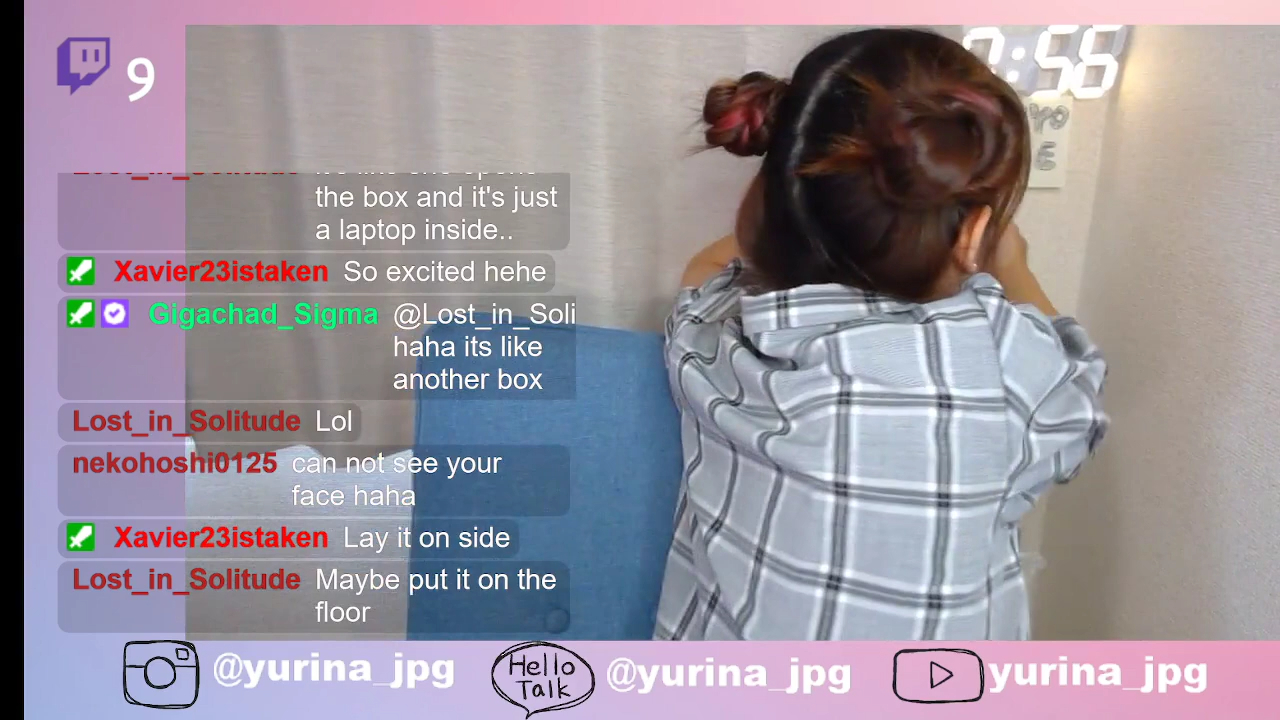 9
the box and it's just
a laptop inside..
Xavier23istaken So excited hehe
Gigachad_Sigma @Lost_in_Soli
haha its like
another box
Lost_in_Solitude Lol
nekohoshi0125 can not see your
face haha
Xavier23istaken Lay it on side
Lost_in_Solitude Maybe put it on the
floor
:56
YO
E
@yurina_jpg
Hello
Talk
@yurina_jpg
yurina_jpg